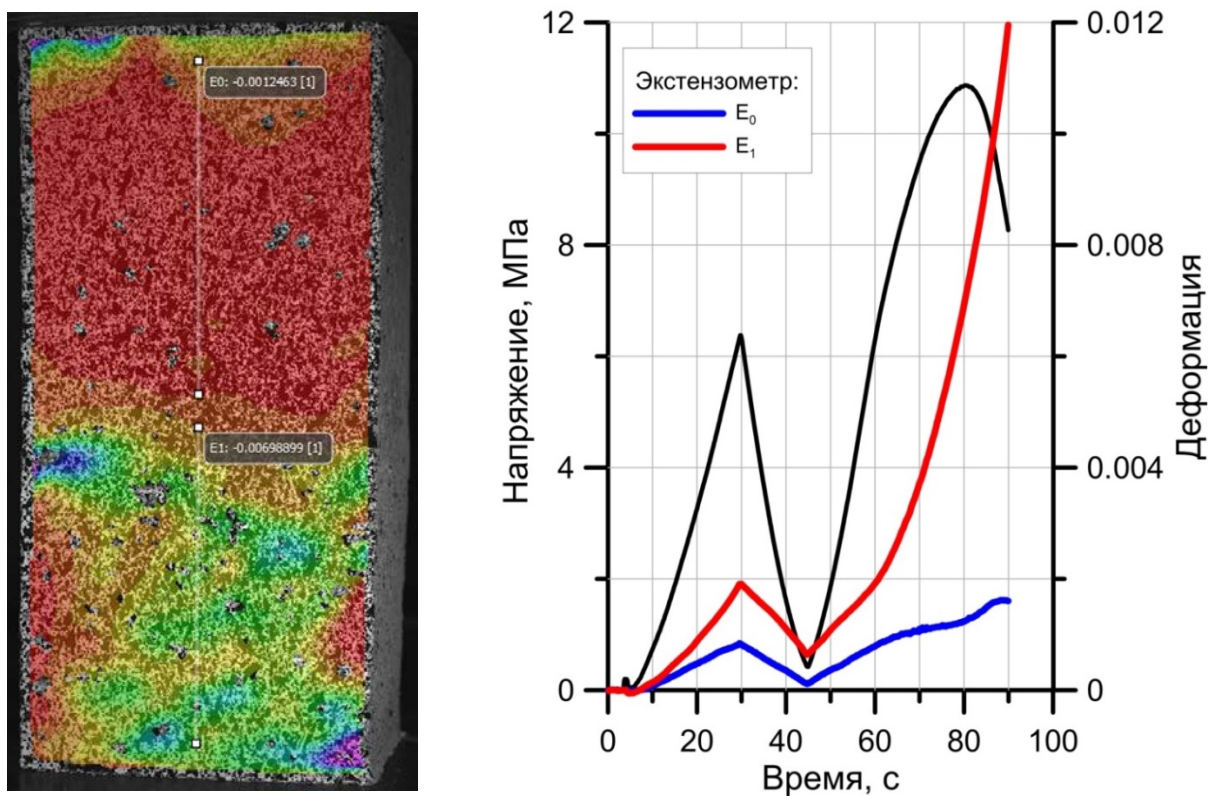 E0: -0.0012463 [1]
E1: -0.00698899 [1]
Экстензометр:
E₀
E₁
Напряжение, МПа
12
8
4
0
0.012
0.008
0.004
0
Деформация
0 20 40 60 80 100
Время, с